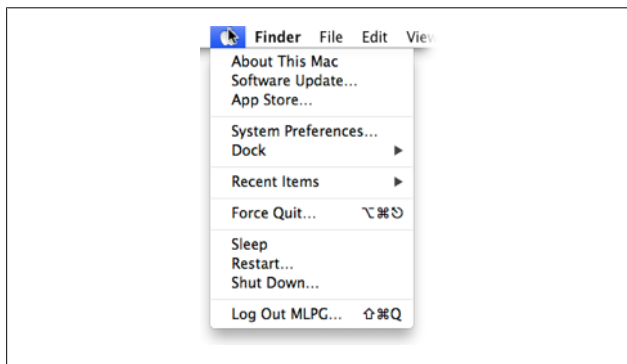 Finder File Edit View
About This Mac
Software Update...
App Store...
System Preferences...
Dock ▶
Recent Items ▶
Force Quit... ⌥⌘⎋
Sleep
Restart...
Shut Down...
Log Out MLPG... ⇧⌘Q